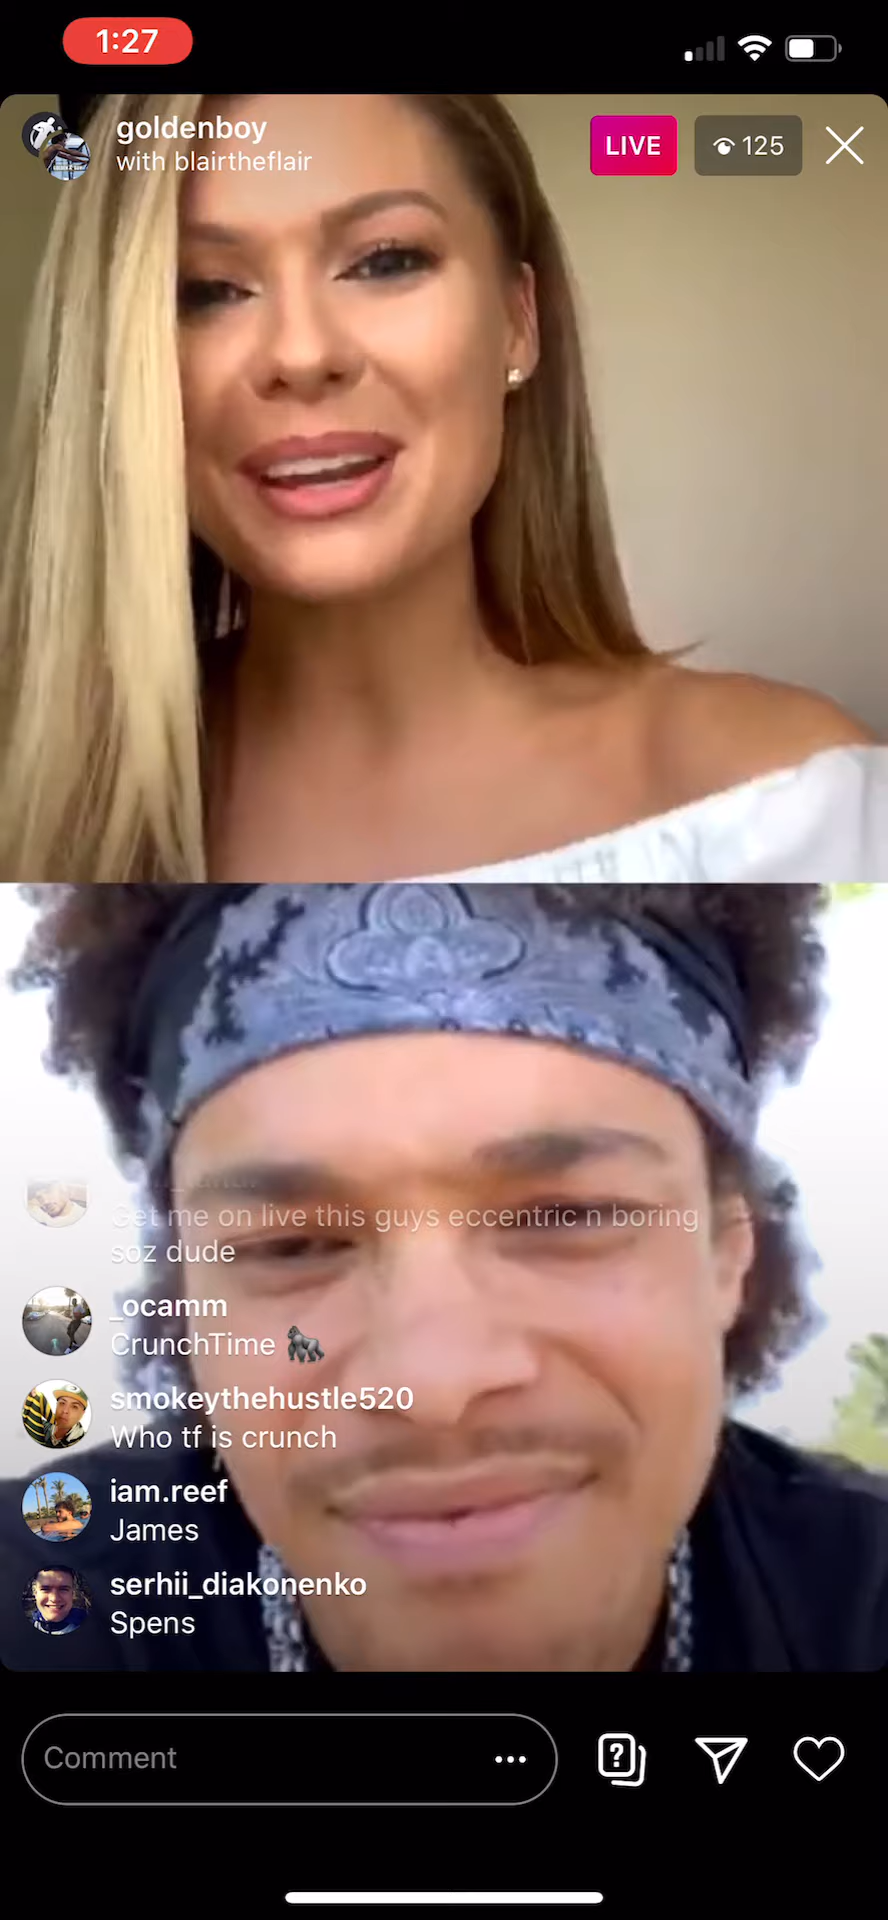 1:27
goldenboy
with blairtheflair
LIVE
125
Get me on live this guys eccentric n boring
soz dude
_ocamm
CrunchTime 🦍
smokeythehustle520
Who tf is crunch
iam.reef
James
serhii_diakonenko
Spens
Comment